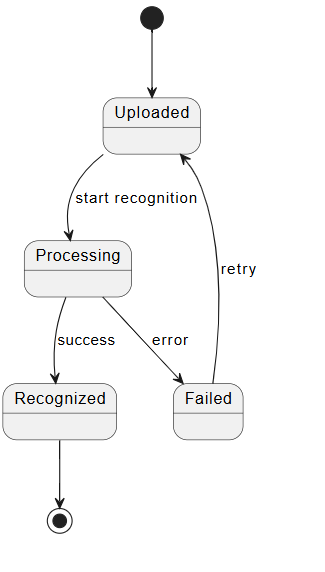 Uploaded
start recognition
Processing
retry
success
error
Recognized
Failed